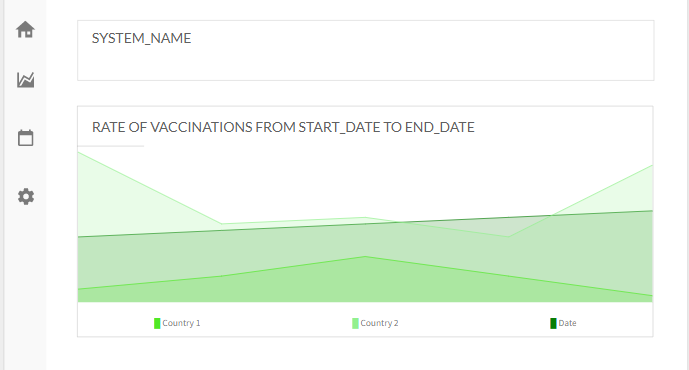 SYSTEM_NAME
RATE OF VACCINATIONS FROM START_DATE TO END_DATE
Country 1 Country 2 Date